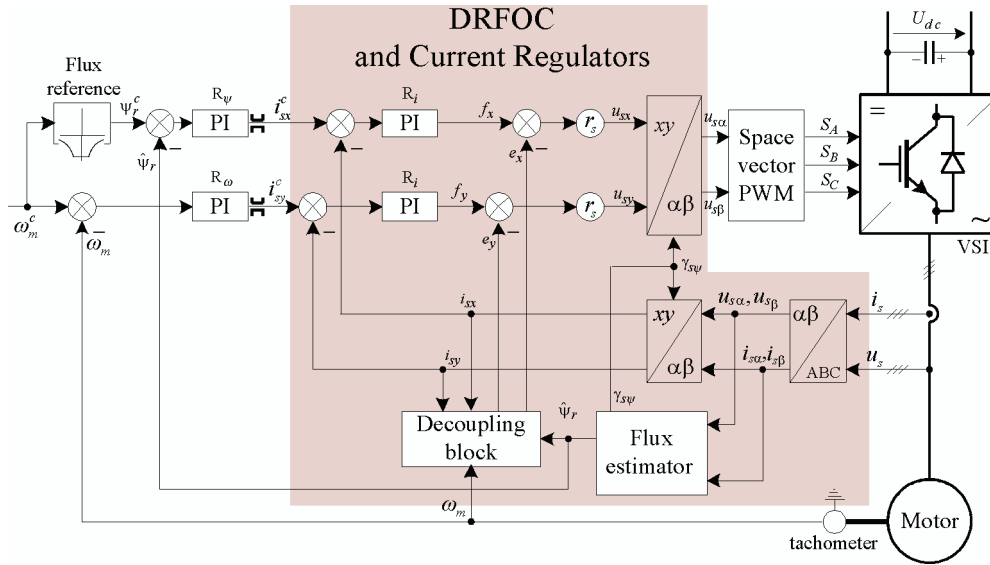 DRFOC
and Current Regulators
U_dc
− +
Flux
reference
ψ_r^c
R_ψ
PI
i_sx^c
R_i
PI
f_x
r_s
u_sx
xy
αβ
u_sα
Space
vector
PWM
S_A
S_B
S_C
=
~
VSI
ψ̂_r
−
−
e_x
−
R_ω
PI
i_sy^c
R_i
PI
f_y
r_s
u_sy
u_sβ
ω_m^c
−
ω_m
−
e_y
−
γ_sψ
i_sx
xy
αβ
u_sα, u_sβ
αβ
ABC
i_s
i_sy
i_sα, i_sβ
u_s
γ_sψ
ψ̂_r
Decoupling
block
Flux
estimator
ω_m
Motor
tachometer